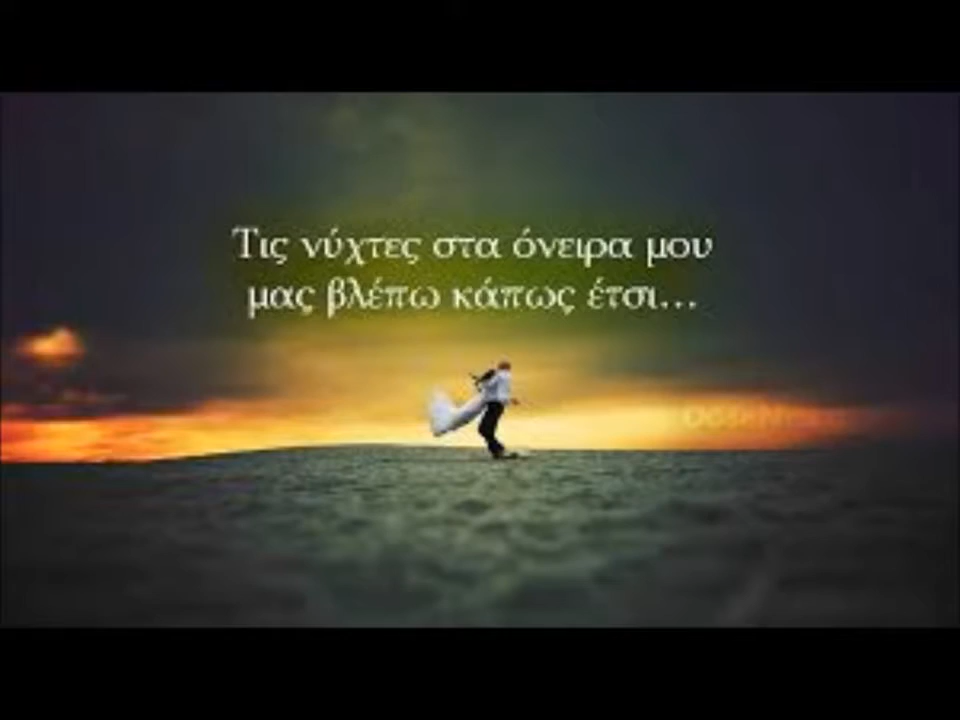 Τις νύχτες στα όνειρα μου
μας βλέπω κάπως έτσι...